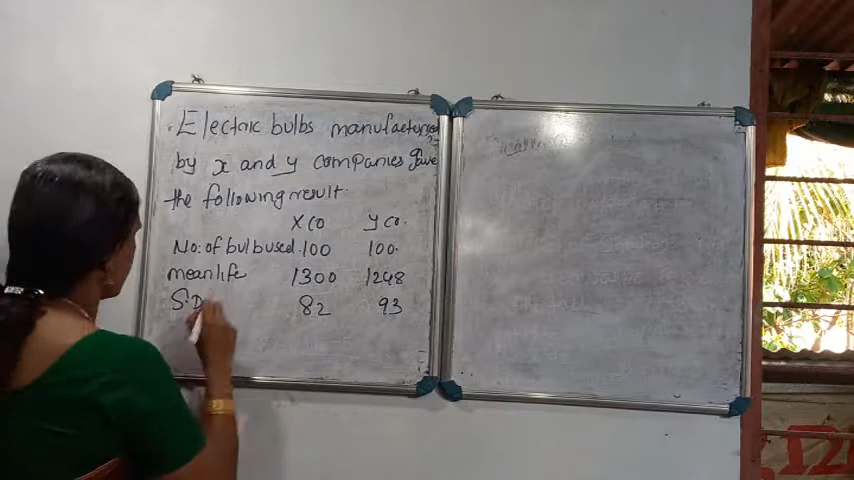 Electric bulbs manufactured
by x and y companies gave
the following result.
X CO Y CO.
No: of bulb used. 100 100.
mean life 1300 1248
S.D 82 93